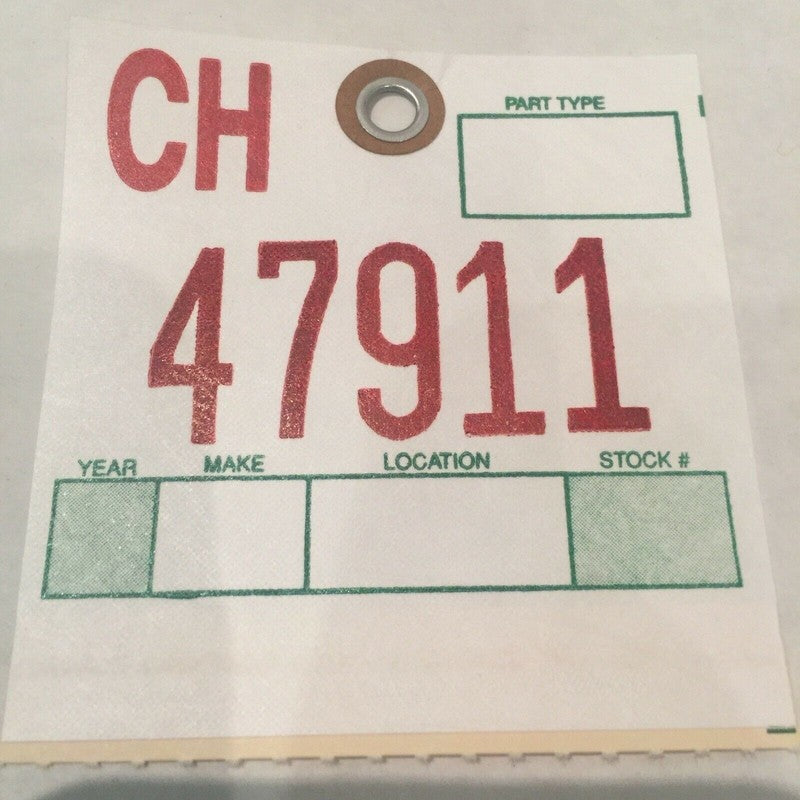 CH
PART TYPE
47911
YEAR MAKE LOCATION STOCK #